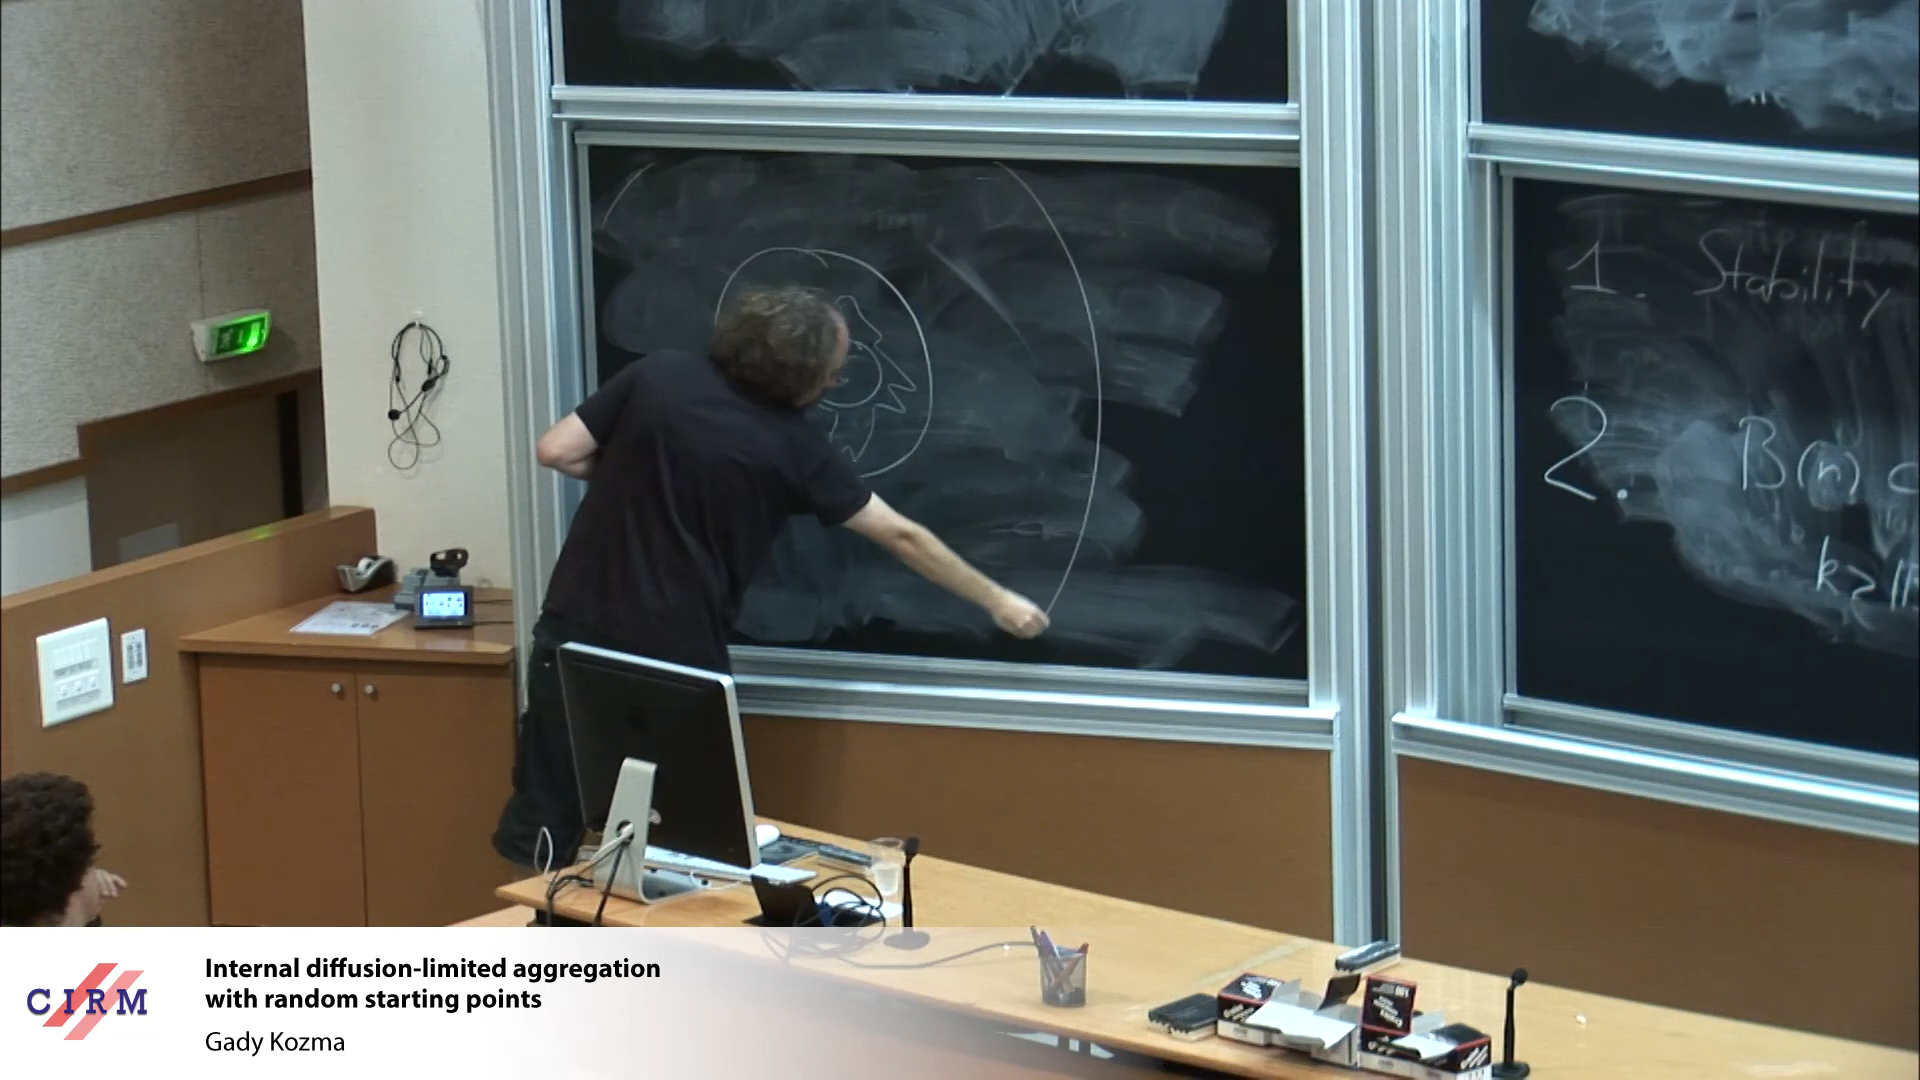 1. Stability
2. B(n) c
k≥
CIRM
Internal diffusion-limited aggregation
with random starting points
Gady Kozma